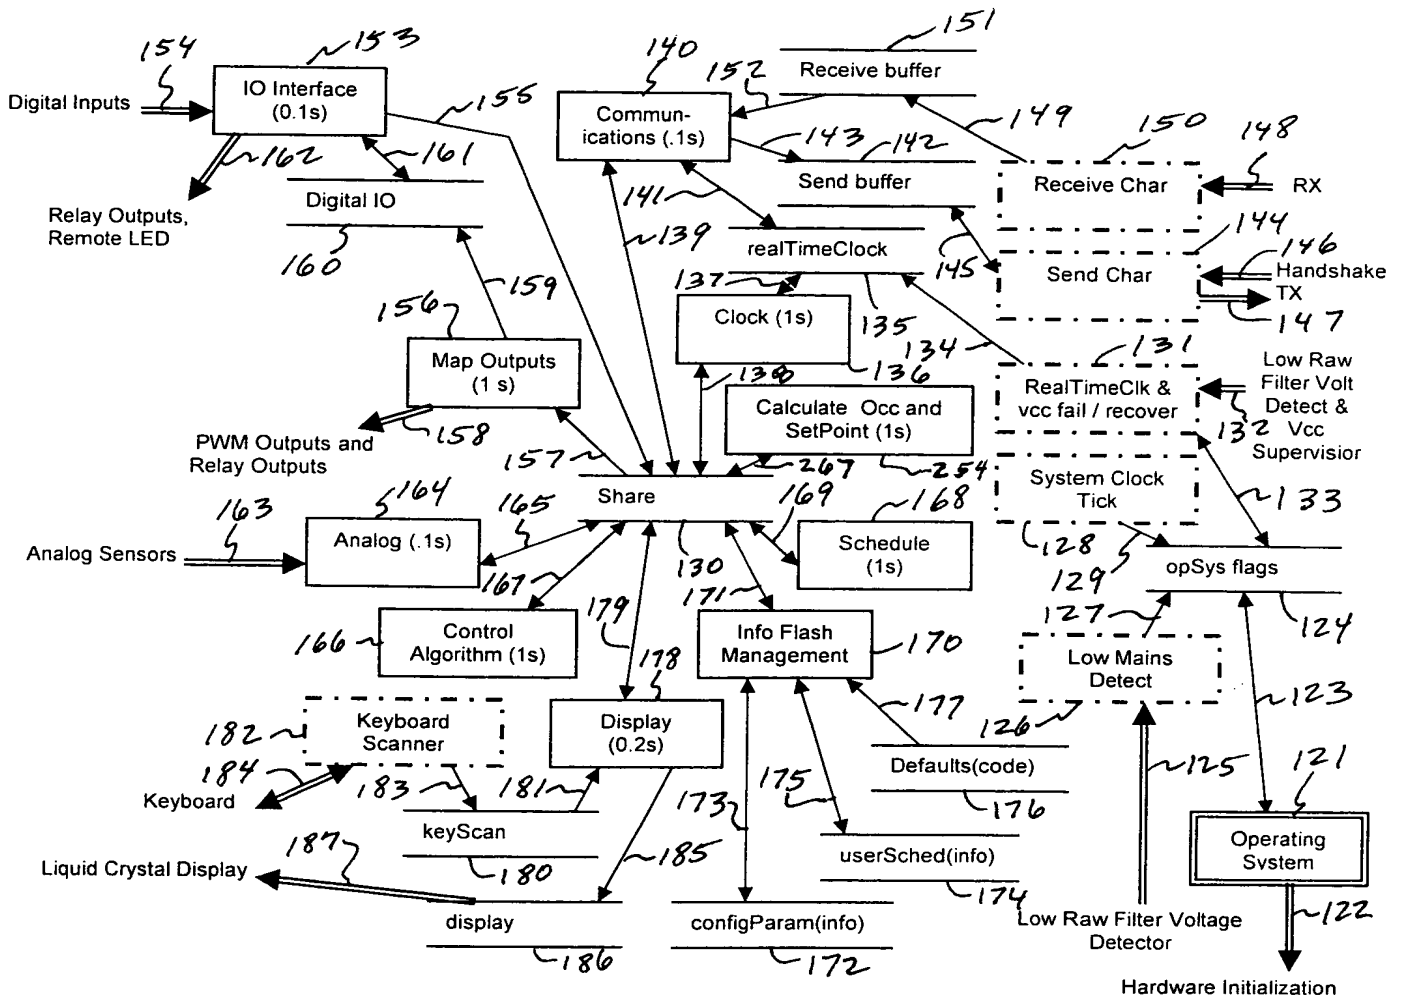 154
153
IO Interface
(0.1s)
Digital Inputs
155
162
161
Relay Outputs,
Remote LED
Digital IO
160
159
140
Commun-
ications (.1s)
152
151
Receive buffer
143
142
Send buffer
149
150
148
Receive Char
RX
141
139
realTimeClock
145
144
146
Send Char
Handshake
TX
147
137
135
Clock (1s)
136
134
131
RealTimeClk &
vcc fail / recover
132
Low Raw
Filter Volt
Detect &
Vcc
Supervisior
156
Map Outputs
(1 s)
158
PWM Outputs and
Relay Outputs
157
138
Calculate Occ and
SetPoint (1s)
267
254
System Clock
Tick
128
133
129
Share
130
163
164
Analog Sensors
Analog (.1s)
165
169
168
Schedule
(1s)
opSys flags
124
127
167
166
Control
Algorithm (1s)
179
171
Info Flash
Management
170
Low Mains
Detect
126
123
125
178
Display
(0.2s)
182
Keyboard
Scanner
184
Keyboard
183
181
keyScan
180
177
Defaults(code)
176
175
173
userSched(info)
174
121
Operating
System
122
Hardware Initialization
Low Raw Filter Voltage
Detector
187
Liquid Crystal Display
185
display
186
configParam(info)
172